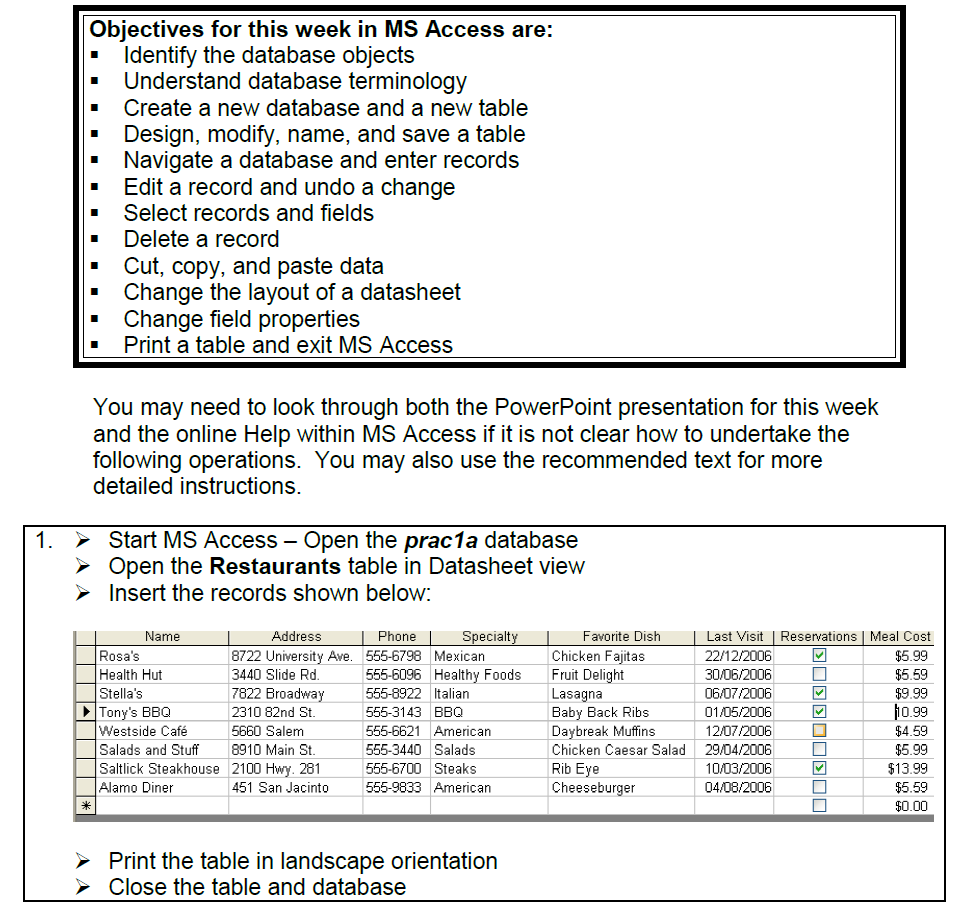 Objectives for this week in MS Access are:
▪ Identify the database objects
▪ Understand database terminology
▪ Create a new database and a new table
▪ Design, modify, name, and save a table
▪ Navigate a database and enter records
▪ Edit a record and undo a change
▪ Select records and fields
▪ Delete a record
▪ Cut, copy, and paste data
▪ Change the layout of a datasheet
▪ Change field properties
▪ Print a table and exit MS Access
You may need to look through both the PowerPoint presentation for this week
and the online Help within MS Access if it is not clear how to undertake the
following operations.  You may also use the recommended text for more
detailed instructions.
1. ➢ Start MS Access – Open the prac1a database
➢ Open the Restaurants table in Datasheet view
➢ Insert the records shown below:
Name Address Phone Specialty Favorite Dish Last Visit Reservations Meal Cost
Rosa's 8722 University Ave. 555-6798 Mexican Chicken Fajitas 22/12/2006 $5.99
Health Hut 3440 Slide Rd. 555-6096 Healthy Foods Fruit Delight 30/06/2006 $5.59
Stella's 7822 Broadway 555-8922 Italian Lasagna 06/07/2006 $9.99
Tony's BBQ 2310 82nd St. 555-3143 BBQ Baby Back Ribs 01/05/2006 10.99
Westside Café 5660 Salem 555-6621 American Daybreak Muffins 12/07/2006 $4.59
Salads and Stuff 8910 Main St. 555-3440 Salads Chicken Caesar Salad 29/04/2006 $5.99
Saltlick Steakhouse 2100 Hwy. 281 555-6700 Steaks Rib Eye 10/03/2006 $13.99
Alamo Diner 451 San Jacinto 555-9833 American Cheeseburger 04/08/2006 $5.59
* $0.00
➢ Print the table in landscape orientation
➢ Close the table and database